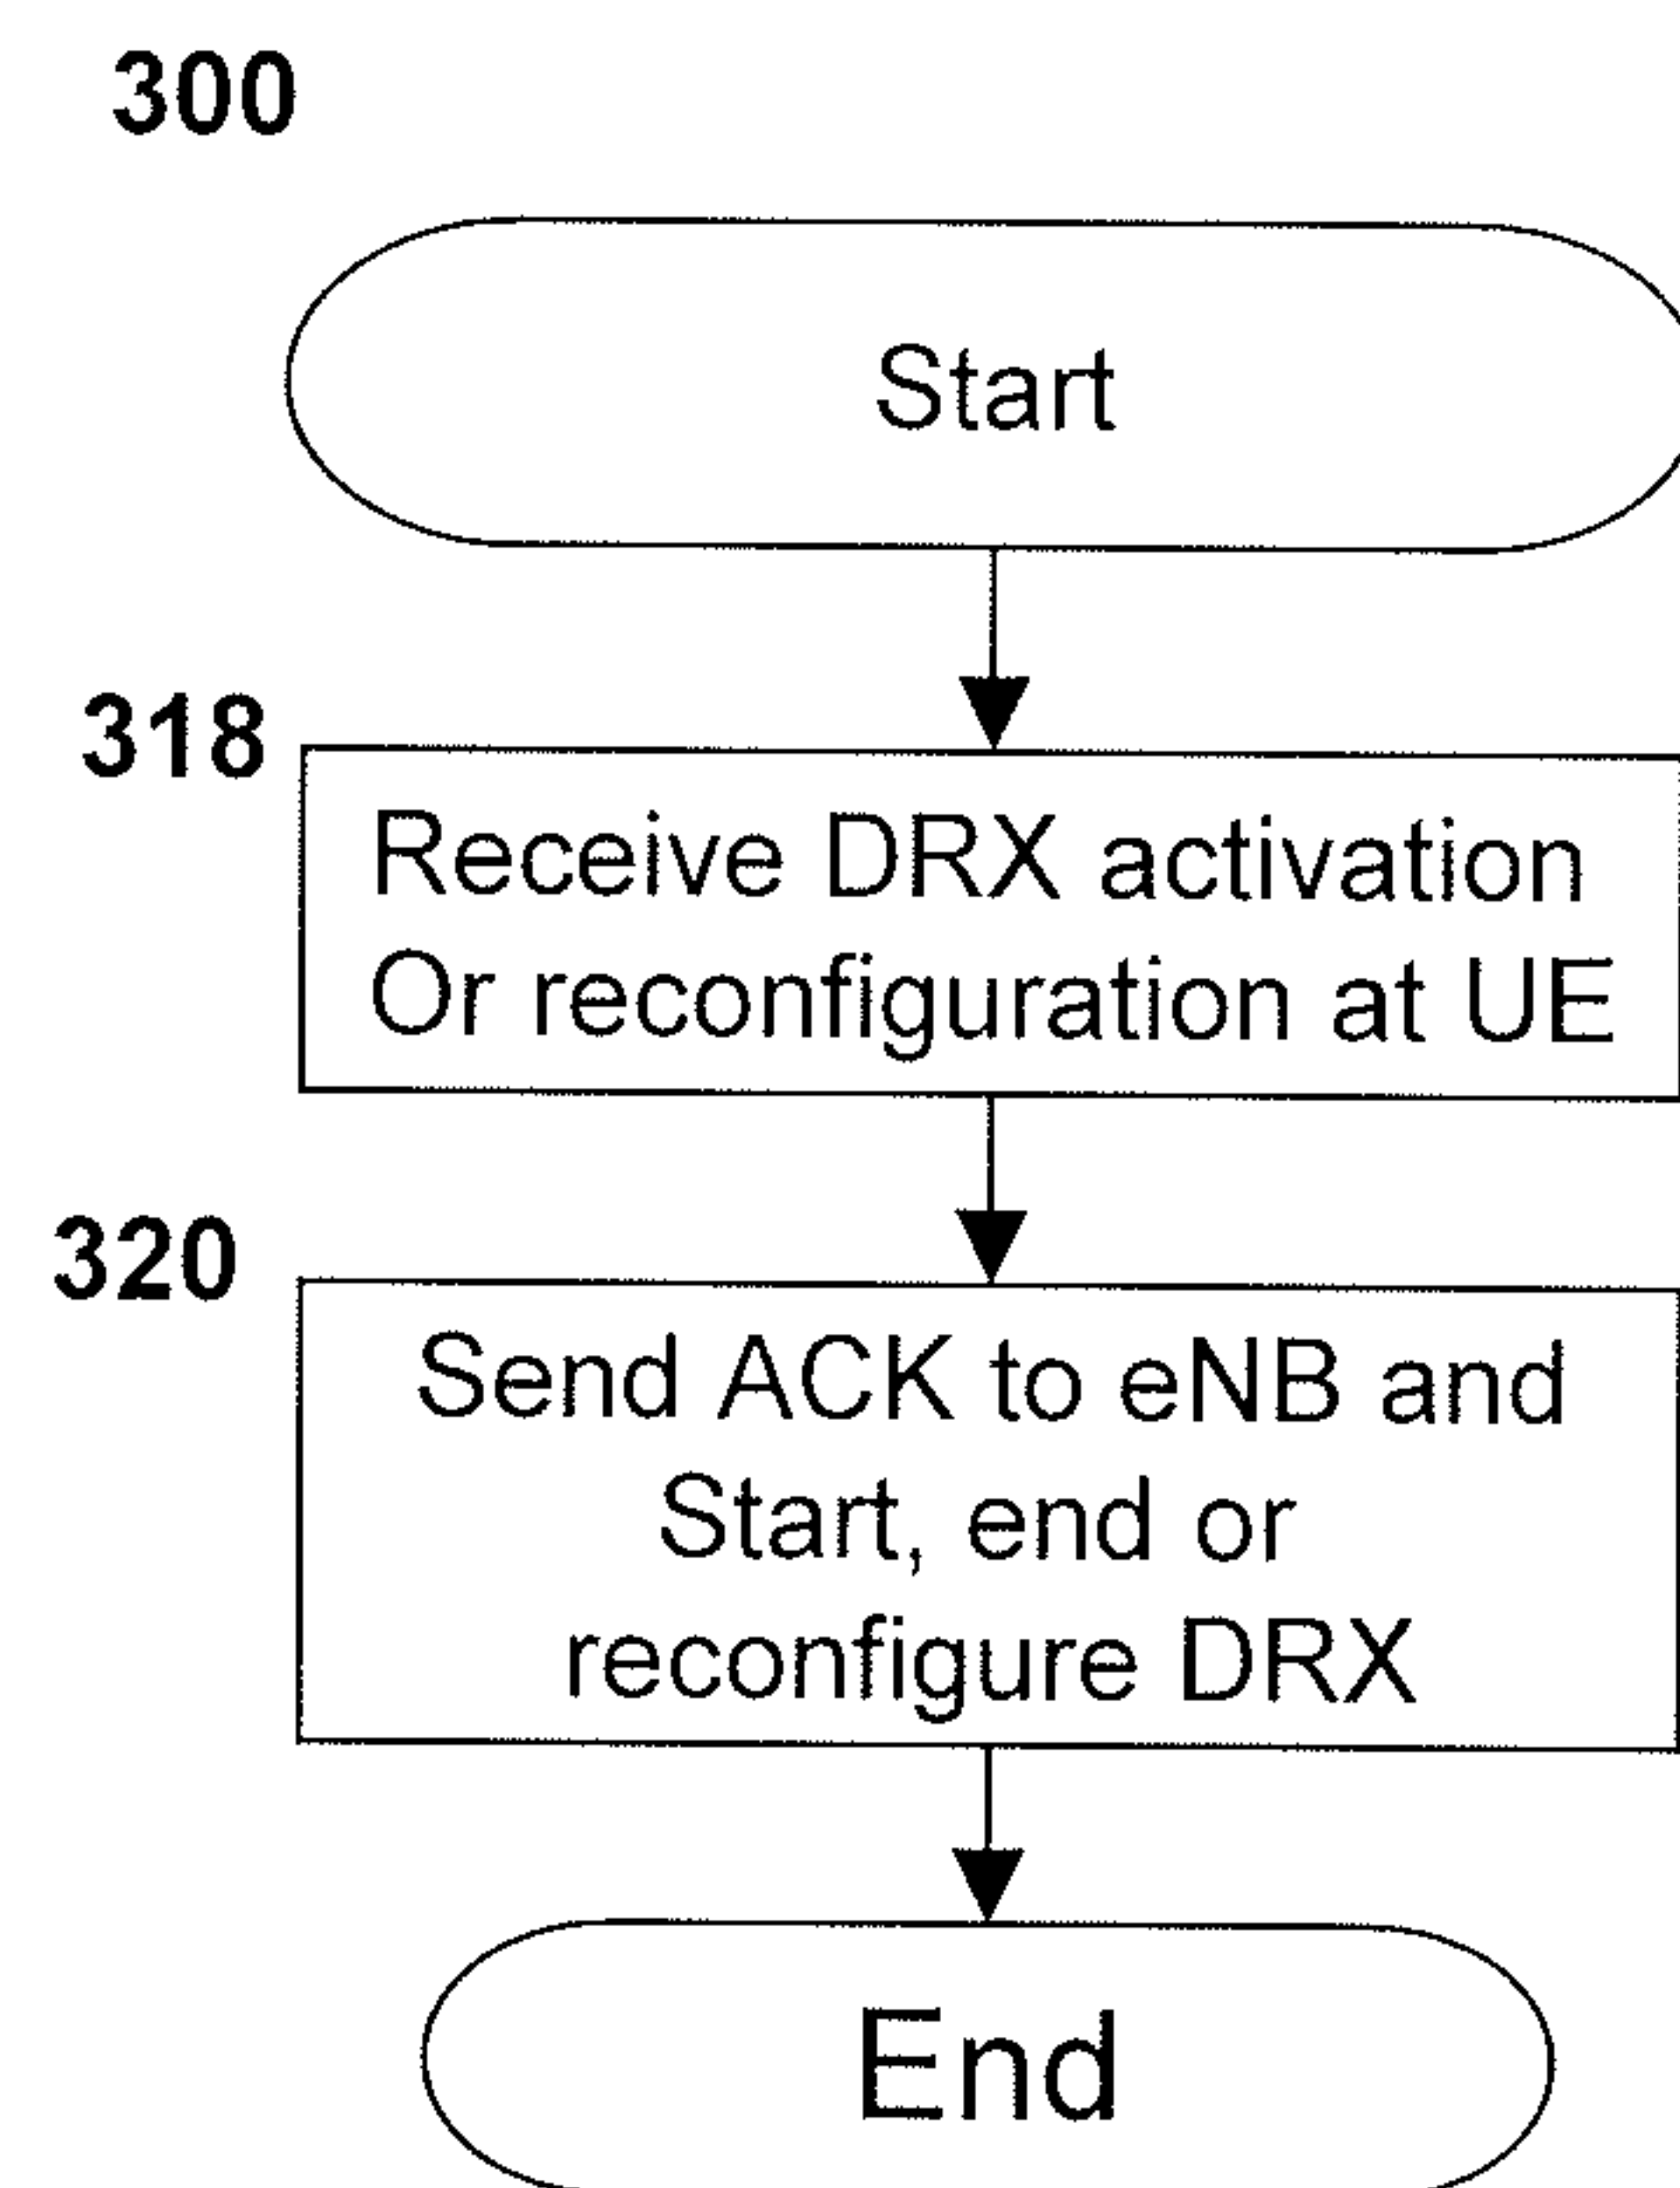 300
Start
318
Receive DRX activation
Or reconfiguration at UE
320
Send ACK to eNB and
Start, end or
reconfigure DRX
End